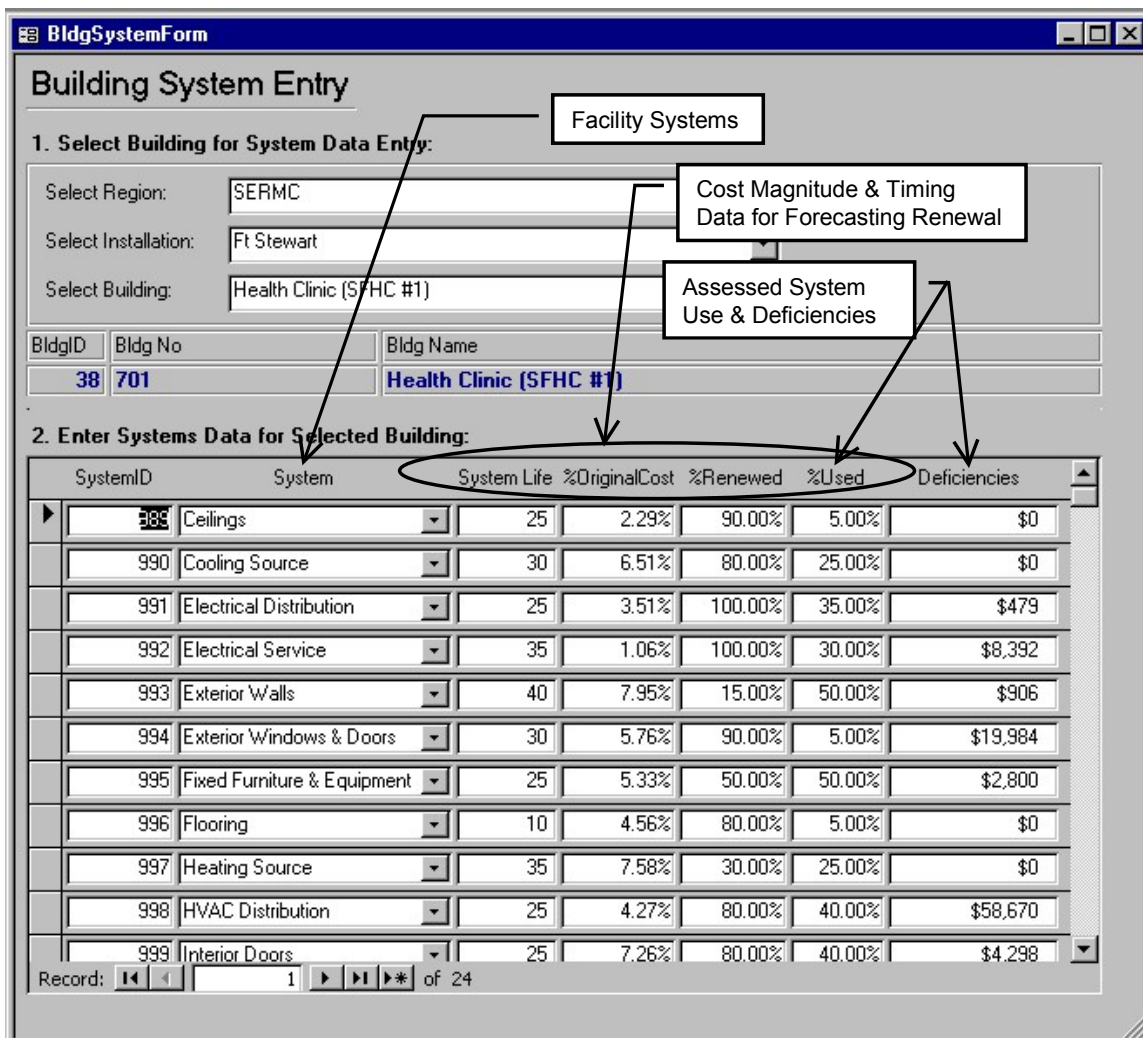 BldgSystemForm
Building System Entry
Facility Systems
1. Select Building for System Data Entry:
Cost Magnitude & Timing
Data for Forecasting Renewal
Select Region: SERMC
Select Installation: Ft Stewart
Assessed System
Use & Deficiencies
Select Building: Health Clinic (SFHC #1)
BldgID Bldg No Bldg Name
38 701 Health Clinic (SFHC #1)
2. Enter Systems Data for Selected Building:
SystemID System System Life %OriginalCost %Renewed %Used Deficiencies
989 Ceilings 25 2.29% 90.00% 5.00% $0
990 Cooling Source 30 6.51% 80.00% 25.00% $0
991 Electrical Distribution 25 3.51% 100.00% 35.00% $479
992 Electrical Service 35 1.06% 100.00% 30.00% $8,392
993 Exterior Walls 40 7.95% 15.00% 50.00% $906
994 Exterior Windows & Doors 30 5.76% 90.00% 5.00% $19,984
995 Fixed Furniture & Equipment 25 5.33% 50.00% 50.00% $2,800
996 Flooring 10 4.56% 80.00% 5.00% $0
997 Heating Source 35 7.58% 30.00% 25.00% $0
998 HVAC Distribution 25 4.27% 80.00% 40.00% $58,670
999 Interior Doors 25 7.26% 80.00% 40.00% $4,298
Record: 1 of 24